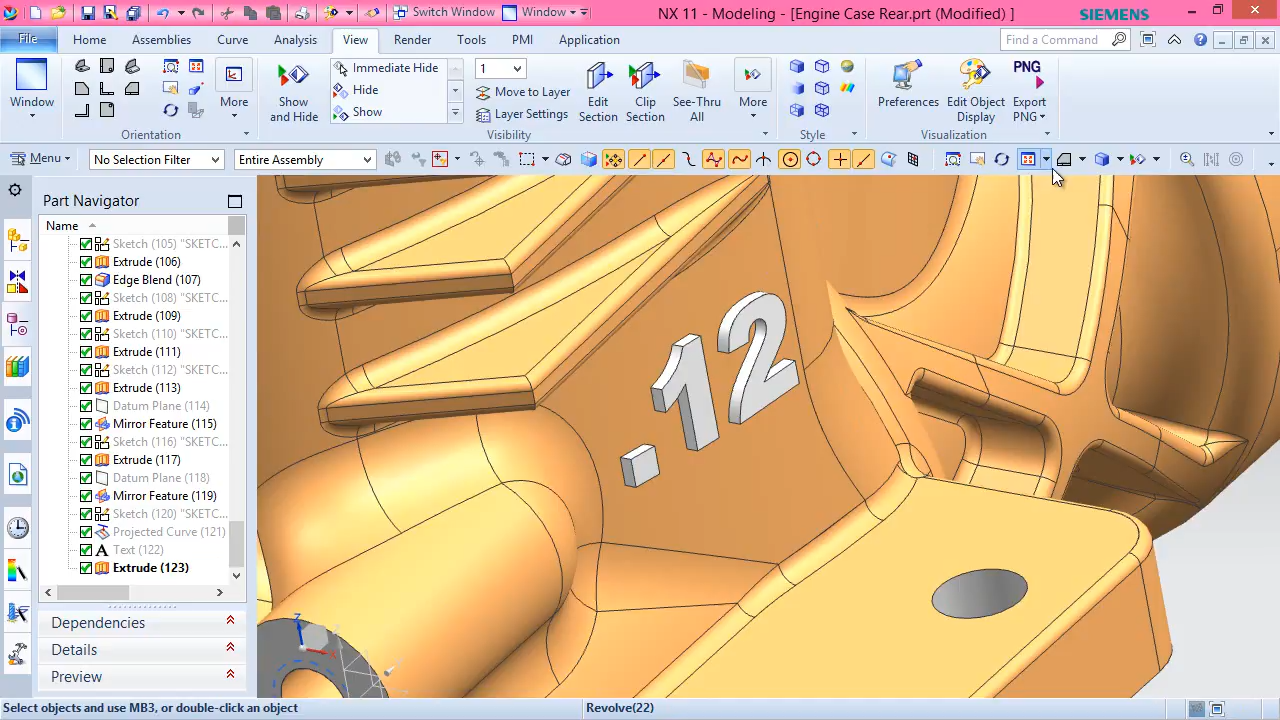 Switch Window
Window
NX 11 - Modeling - [Engine Case Rear.prt (Modified) ]
SIEMENS
File
Home
Assemblies
Curve
Analysis
View
Render
Tools
PMI
Application
Find a Command
Window
More
Orientation
Show and Hide
Immediate Hide
Hide
Show
1
Move to Layer
Layer Settings
Edit Section
Clip Section
See-Thru All
More
Visibility
Style
Preferences
Edit Object Display
PNG
Export PNG
Visualization
Menu
No Selection Filter
Entire Assembly
Part Navigator
Name
Sketch (105) "SKETC...
Extrude (106)
Edge Blend (107)
Sketch (108) "SKETC...
Extrude (109)
Sketch (110) "SKETC...
Extrude (111)
Sketch (112) "SKETC...
Extrude (113)
Datum Plane (114)
Mirror Feature (115)
Sketch (116) "SKETC...
Extrude (117)
Datum Plane (118)
Mirror Feature (119)
Sketch (120) "SKETC...
Projected Curve (121)
A Text (122)
Extrude (123)
Dependencies
Details
Preview
.12
Z
Select objects and use MB3, or double-click an object
Revolve(22)